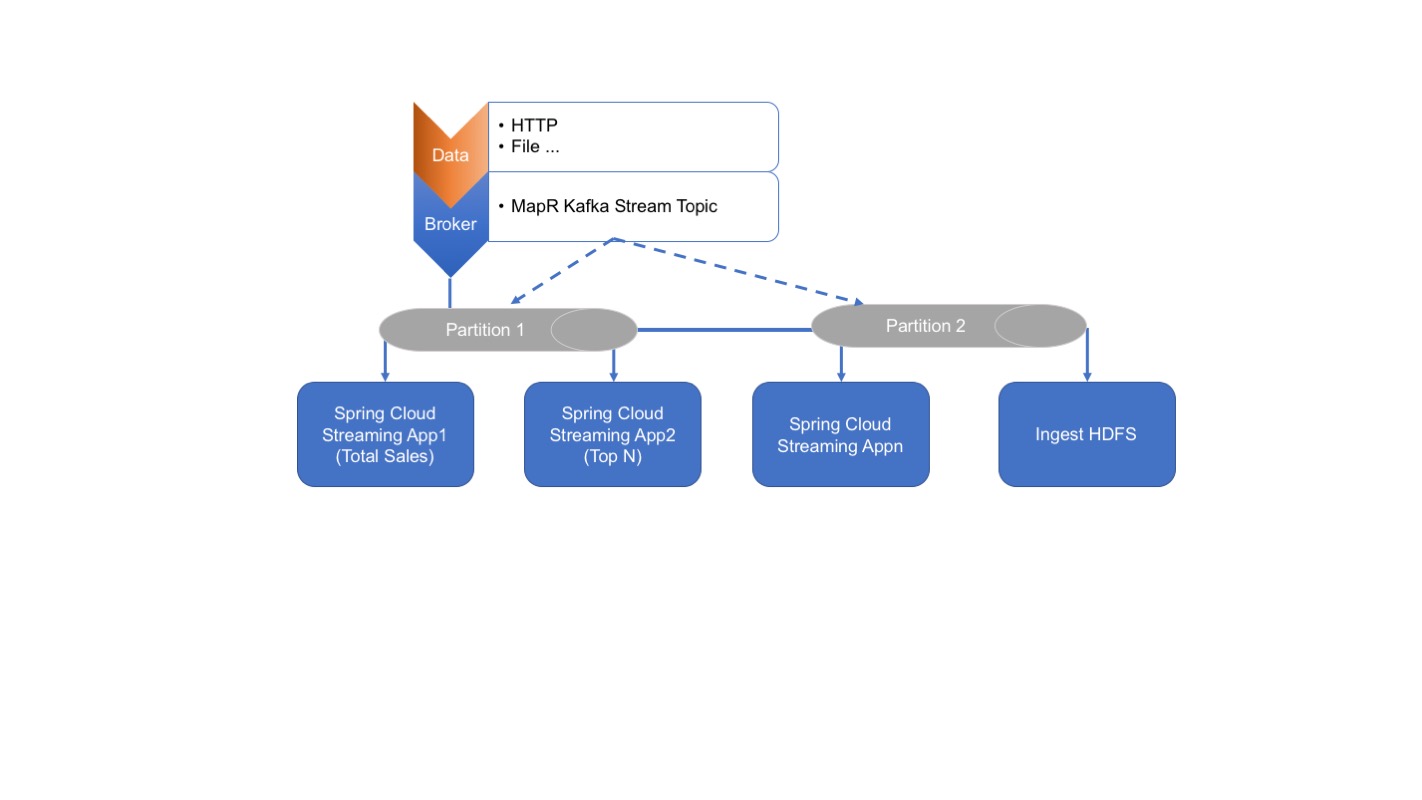 Data
• HTTP
• File ...
Broker
• MapR Kafka Stream Topic
Partition 1
Partition 2
Spring Cloud
Streaming App1
(Total Sales)
Spring Cloud
Streaming App2
(Top N)
Spring Cloud
Streaming Appn
Ingest HDFS